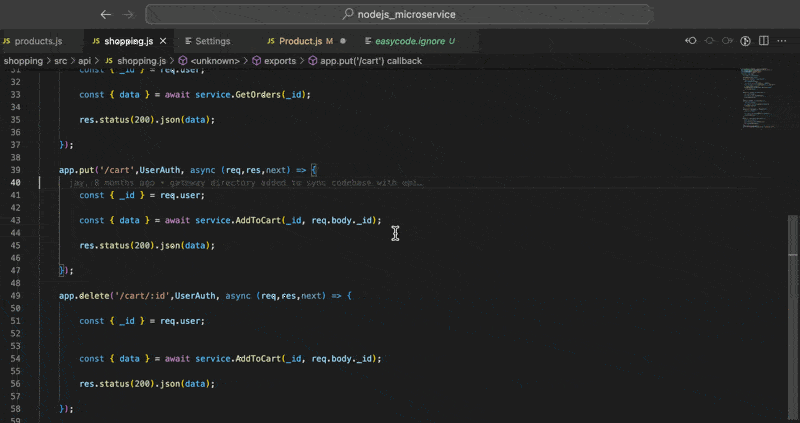 nodejs_microservice
JS products.js JS shopping.js Settings JS Product.js M easycode.ignore U
shopping > src > api > JS shopping.js > <unknown> > exports > app.put('/cart') callback
31 const { _id } = req.user;
32
33 const { data } = await service.GetOrders(_id);
34
35 res.status(200).json(data);
36
37 });
38
39 app.put('/cart',UserAuth, async (req,res,next) => {
40 jay, 8 months ago • gateway directory added to sync codebase with
41 const { _id } = req.user;
42
43 const { data } = await service.AddToCart(_id, req.body._id);
44
45 res.status(200).json(data);
46
47 });
48
49 app.delete('/cart/:id',UserAuth, async (req,res,next) => {
50
51 const { _id } = req.user;
52
53
54 const { data } = await service.AddToCart(_id, req.body._id);
55
56 res.status(200).json(data);
57
58 });
59